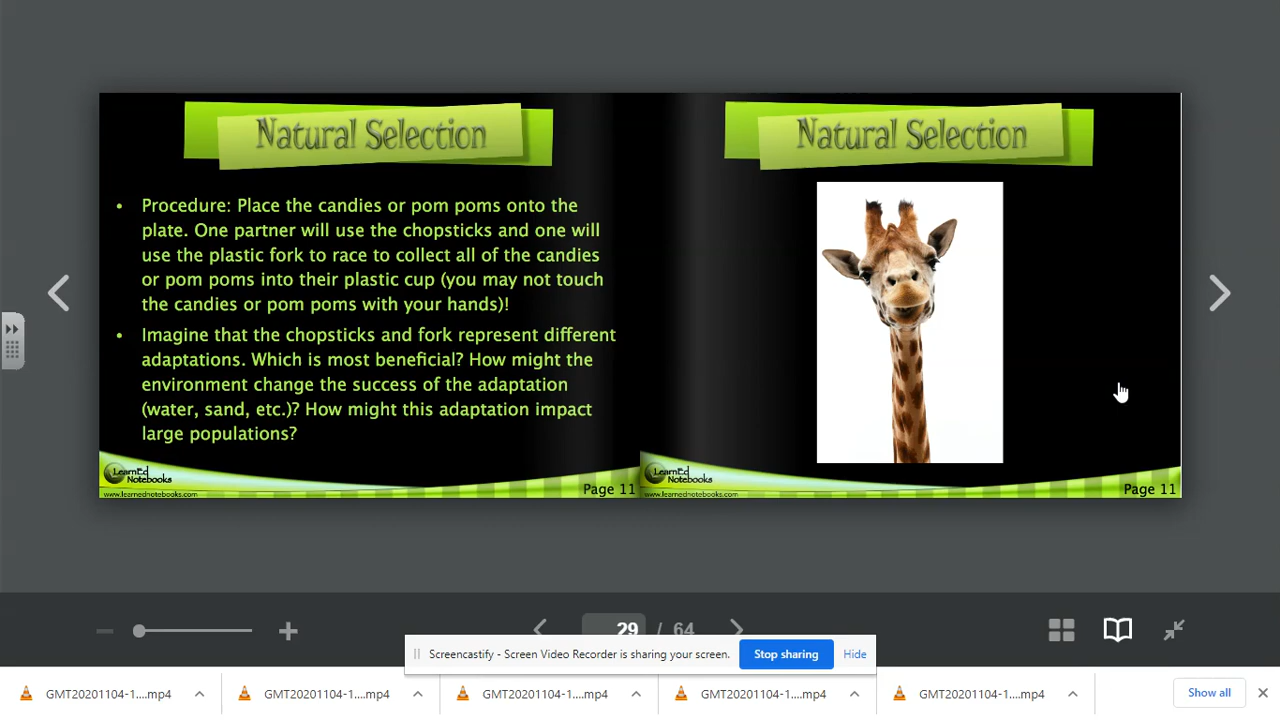 Natural Selection
• Procedure: Place the candies or pom poms onto the
plate. One partner will use the chopsticks and one will
use the plastic fork to race to collect all of the candies
or pom poms into their plastic cup (you may not touch
the candies or pom poms with your hands)!
• Imagine that the chopsticks and fork represent different
adaptations. Which is most beneficial? How might the
environment change the success of the adaptation
(water, sand, etc.)? How might this adaptation impact
large populations?
LearnEd
Notebooks
www.learnednotebooks.com
Page 11
Natural Selection
LearnEd
Notebooks
www.learnednotebooks.com
Page 11
29 / 64
Screencastify - Screen Video Recorder is sharing your screen.
Stop sharing
Hide
GMT20201104-1....mp4
GMT20201104-1....mp4
GMT20201104-1....mp4
GMT20201104-1....mp4
GMT20201104-1....mp4
Show all